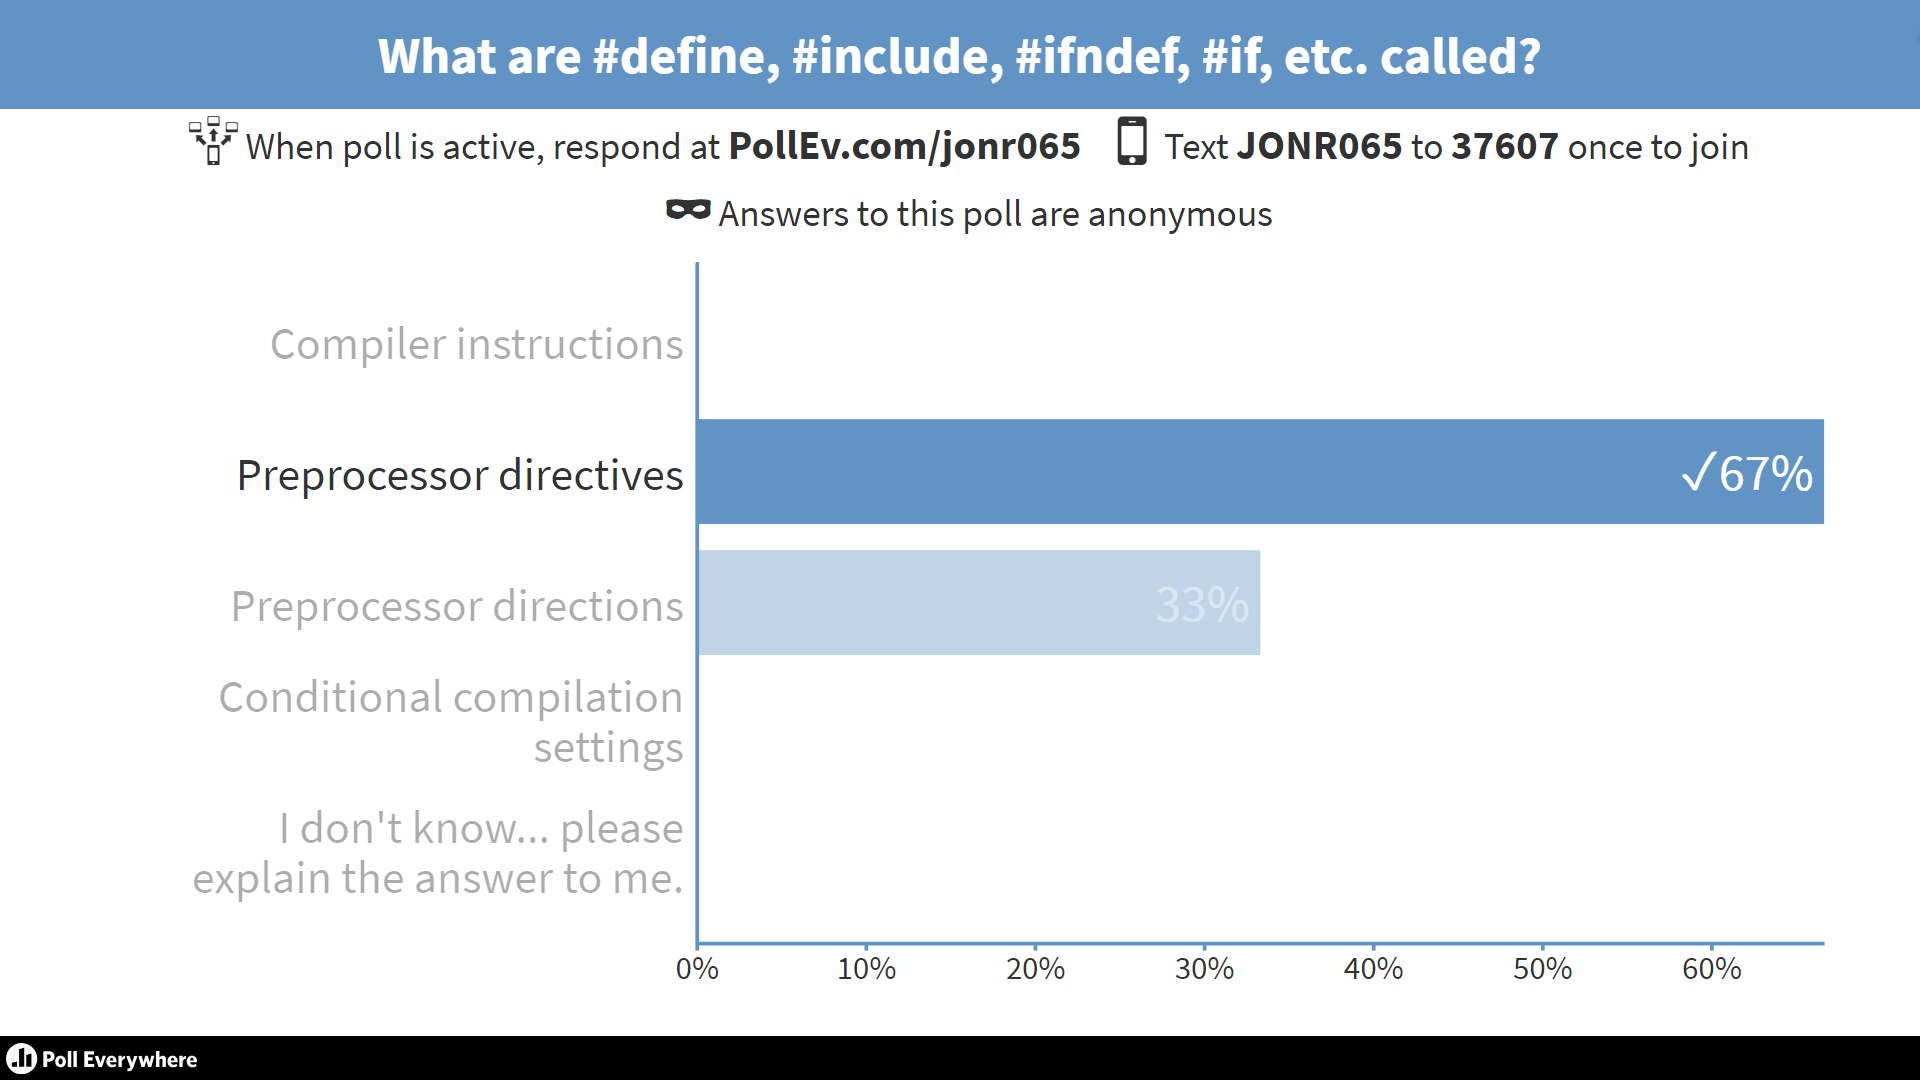 What are #define, #include, #ifndef, #if, etc. called?
When poll is active, respond at PollEv.com/jonr065 Text JONR065 to 37607 once to join
Answers to this poll are anonymous
Compiler instructions
Preprocessor directives
✓67%
Preprocessor directions
33%
Conditional compilation
settings
I don't know... please
explain the answer to me.
0% 10% 20% 30% 40% 50% 60%
Poll Everywhere